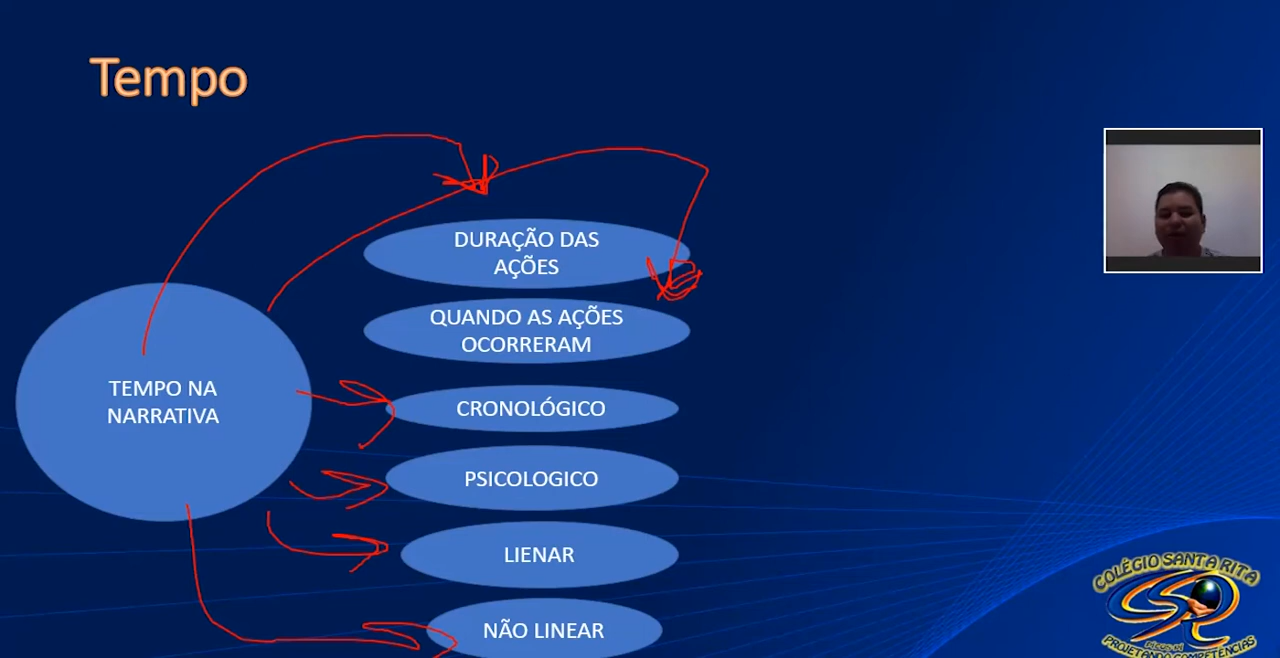 Tempo
DURAÇÃO DAS
AÇÕES
QUANDO AS AÇÕES
OCORRERAM
TEMPO NA
NARRATIVA
CRONOLÓGICO
PSICOLOGICO
LIENAR
NÃO LINEAR
COLÉGIO SANTA RITA
PROJETANDO COMPETÊNCIAS